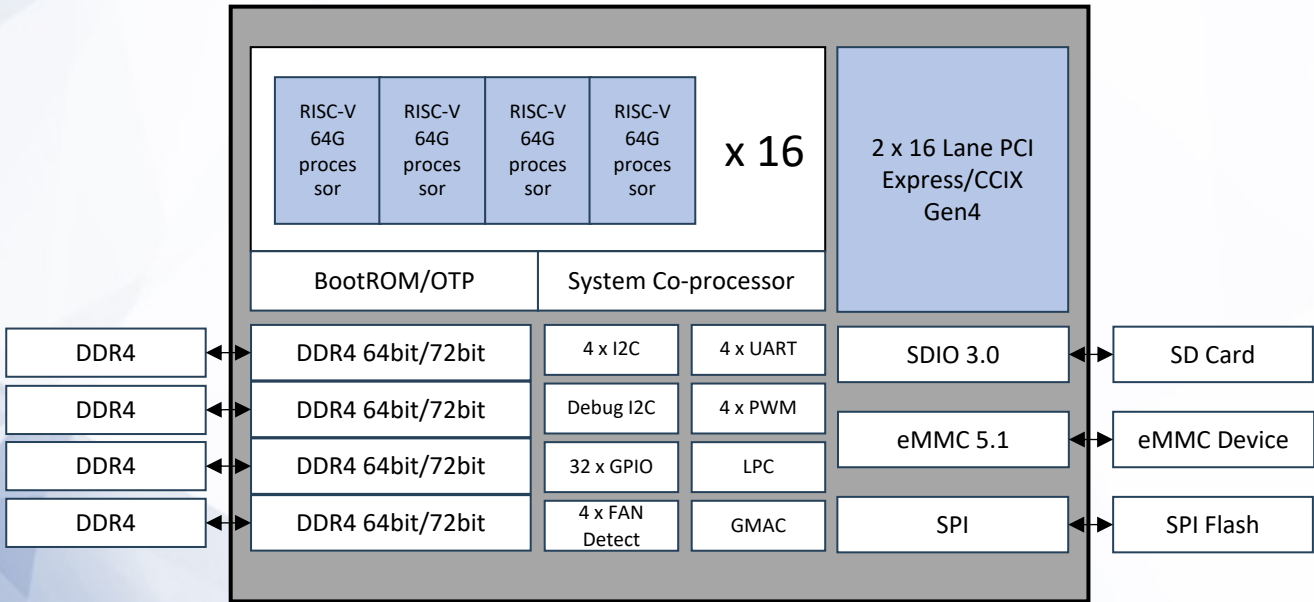 RISC-V
64G
proces
sor
RISC-V
64G
proces
sor
RISC-V
64G
proces
sor
RISC-V
64G
proces
sor
x 16
2 x 16 Lane PCI
Express/CCIX
Gen4
BootROM/OTP
System Co-processor
DDR4
DDR4 64bit/72bit
4 x I2C
4 x UART
SDIO 3.0
SD Card
DDR4
DDR4 64bit/72bit
Debug I2C
4 x PWM
eMMC 5.1
eMMC Device
DDR4
DDR4 64bit/72bit
32 x GPIO
LPC
DDR4
DDR4 64bit/72bit
4 x FAN
Detect
GMAC
SPI
SPI Flash